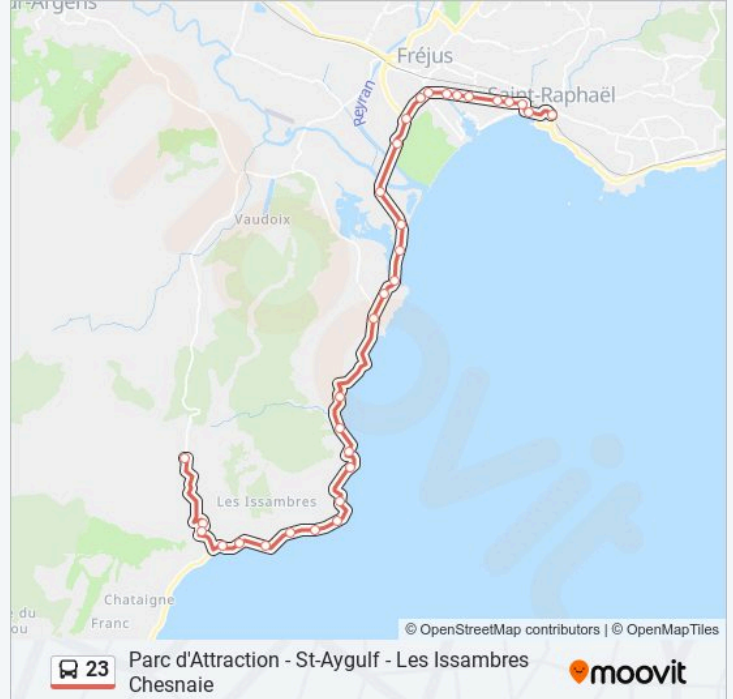 ur-Argens
Fréjus
Saint-Raphaël
Reyran
Vaudoix
Les Issambres
Chataigne
e du
ou
Franc
© OpenStreetMap contributors | © OpenMapTiles
23
Parc d'Attraction - St-Aygulf - Les Issambres
Chesnaie
moovit